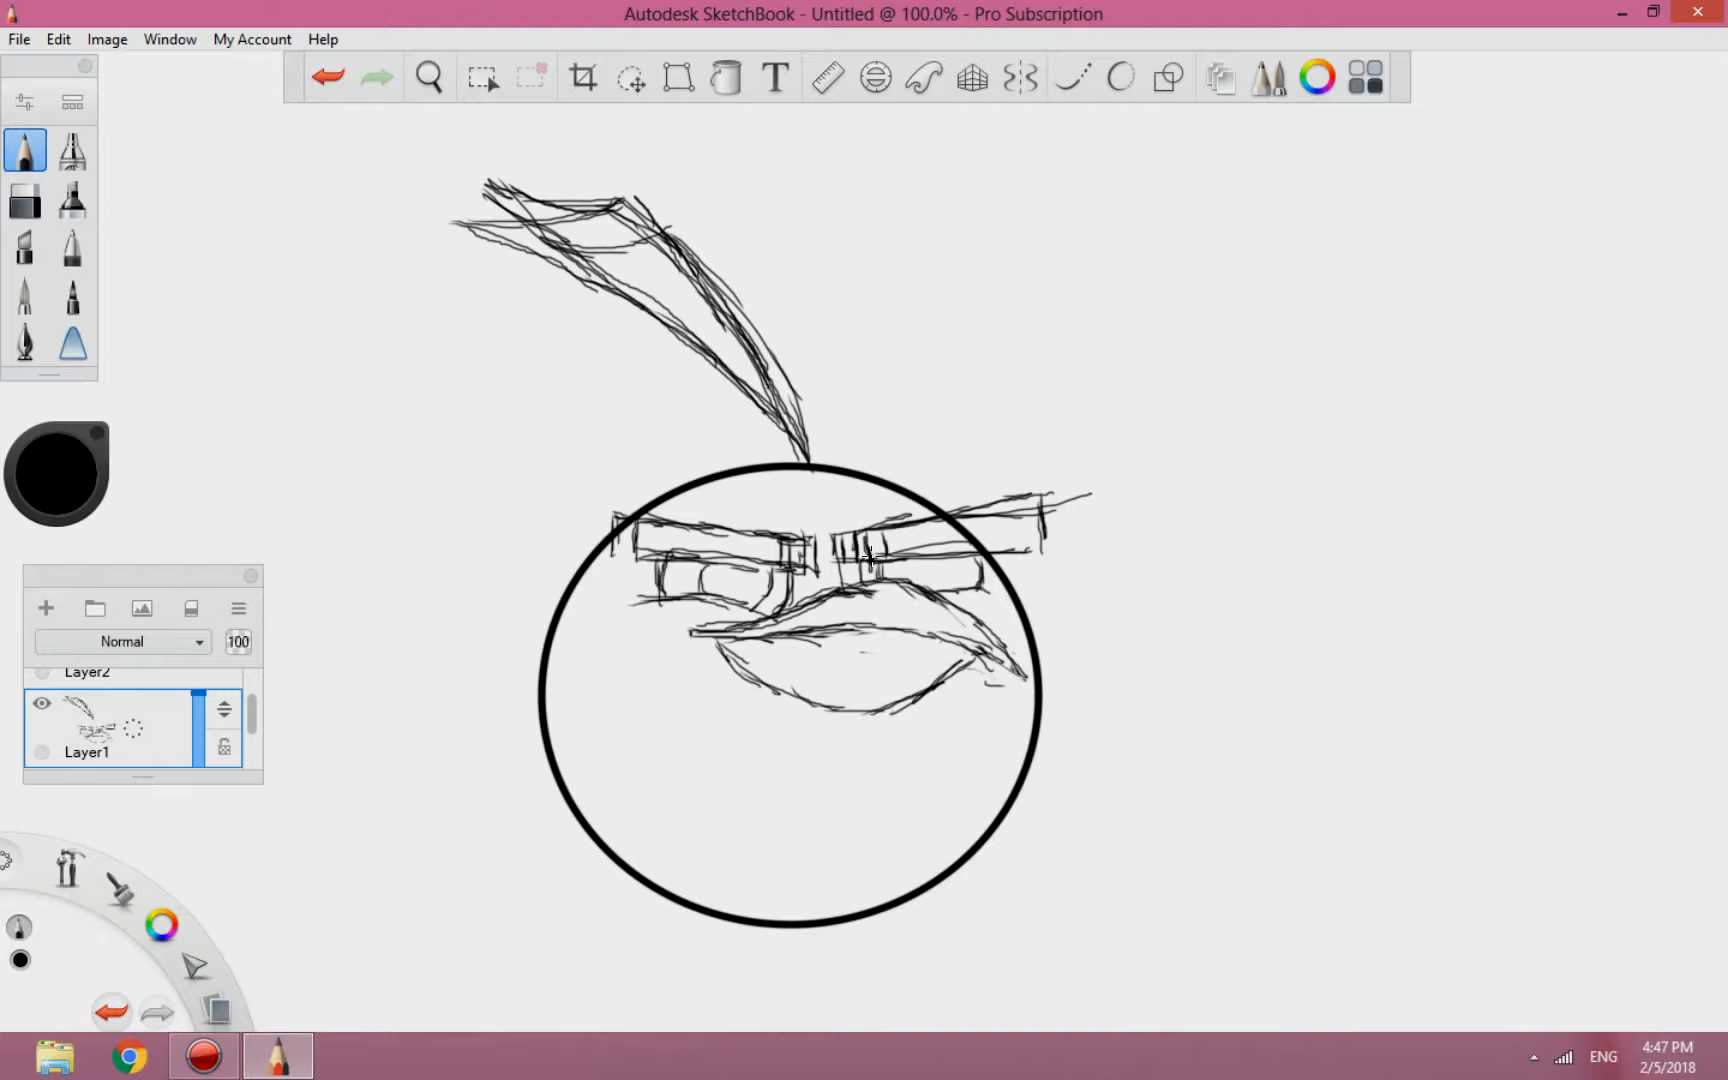 Autodesk SketchBook - Untitled @ 100.0% - Pro Subscription
File Edit Image Window My Account Help
T
Normal 100
Layer2
Layer1
ENG
4:47 PM
2/5/2018